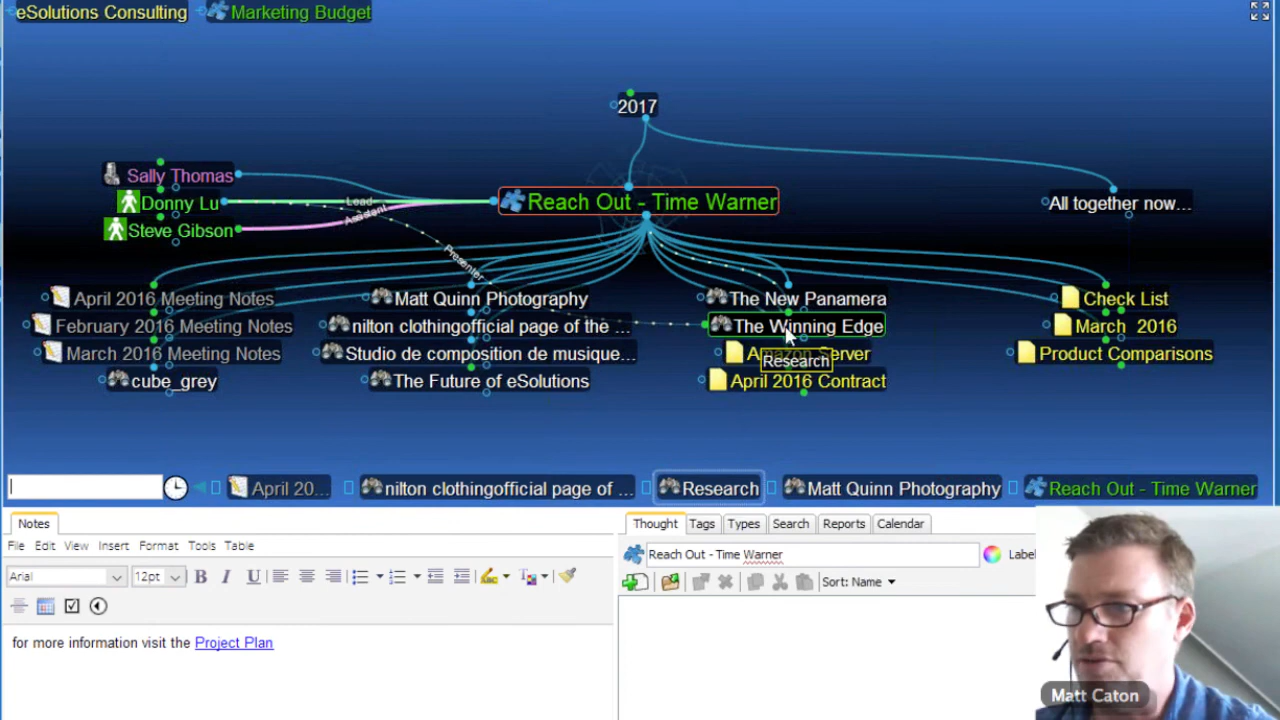 eSolutions Consulting
Marketing Budget
2017
Sally Thomas
Donny Lu
Steve Gibson
Lead
Assistant
Presenter
Reach Out - Time Warner
All together now...
April 2016 Meeting Notes
February 2016 Meeting Notes
March 2016 Meeting Notes
cube_grey
Matt Quinn Photography
nilton clothingofficial page of the ...
Studio de composition de musique...
The Future of eSolutions
The New Panamera
The Winning Edge
Amazon Server
Research
April 2016 Contract
Check List
March 2016
Product Comparisons
April 20...
nilton clothingofficial page of ...
Research
Matt Quinn Photography
Reach Out - Time Warner
Notes
File Edit View Insert Format Tools Table
Arial 12pt B I U
for more information visit the Project Plan
Thought Tags Types Search Reports Calendar
Reach Out - Time Warner
Label
Sort: Name
Matt Caton